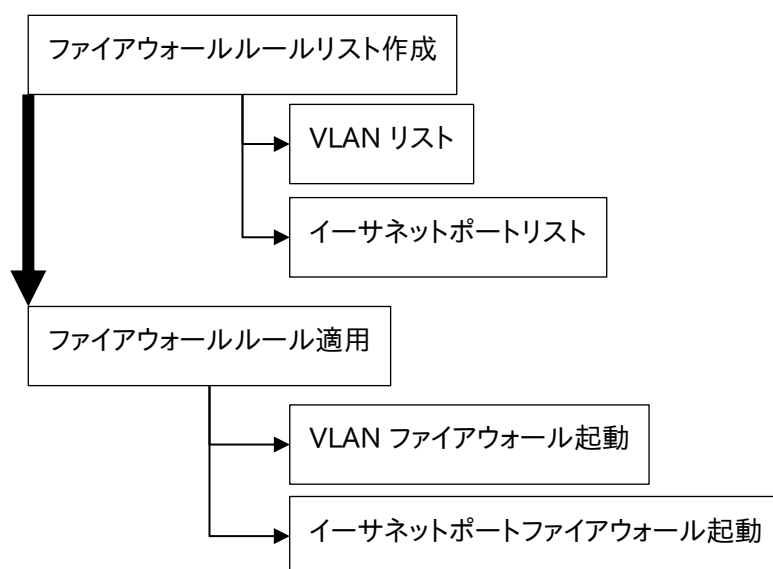 ファイアウォールルールリスト作成
VLAN リスト
イーサネットポートリスト
ファイアウォールルール適用
VLAN ファイアウォール起動
イーサネットポートファイアウォール起動